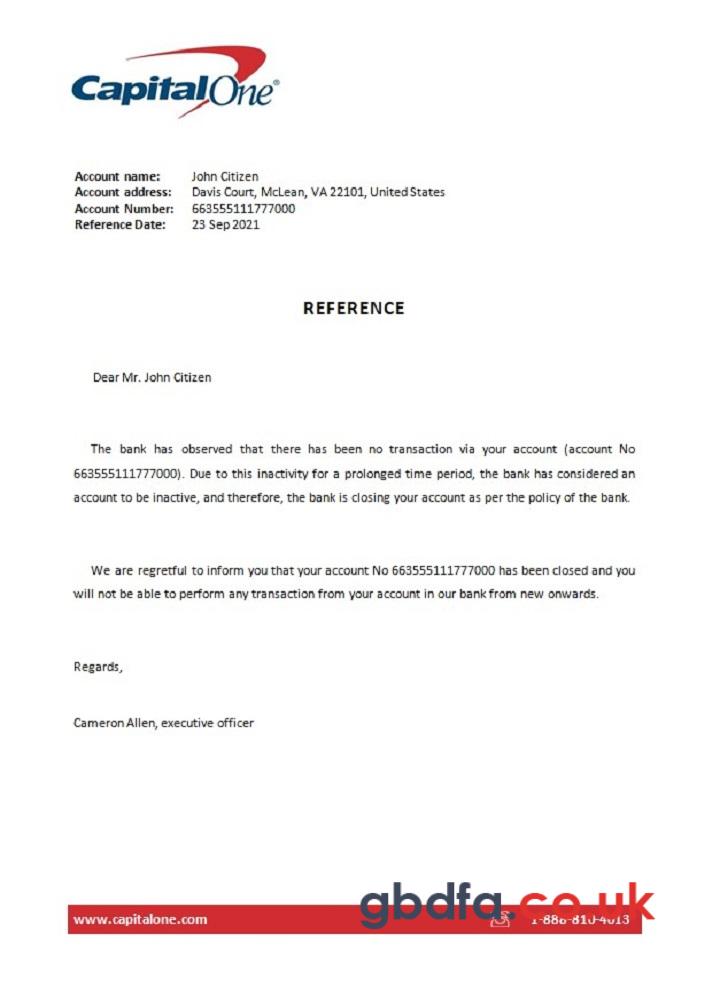 CapitalOne®
Account name: John Citizen
Account address: Davis Court, McLean, VA 22101, United States
Account Number: 663555111777000
Reference Date: 23 Sep 2021
REFERENCE
Dear Mr. John Citizen
The bank has observed that there has been no transaction via your account (account No
663555111777000). Due to this inactivity for a prolonged time period, the bank has considered an
account to be inactive, and therefore, the bank is closing your account as per the policy of the bank.
We are regretful to inform you that your account No 663555111777000 has been closed and you
will not be able to perform any transaction from your account in our bank from new onwards.
Regards,
Cameron Allen, executive officer
gbdfa.co.uk
www.capitalone.com